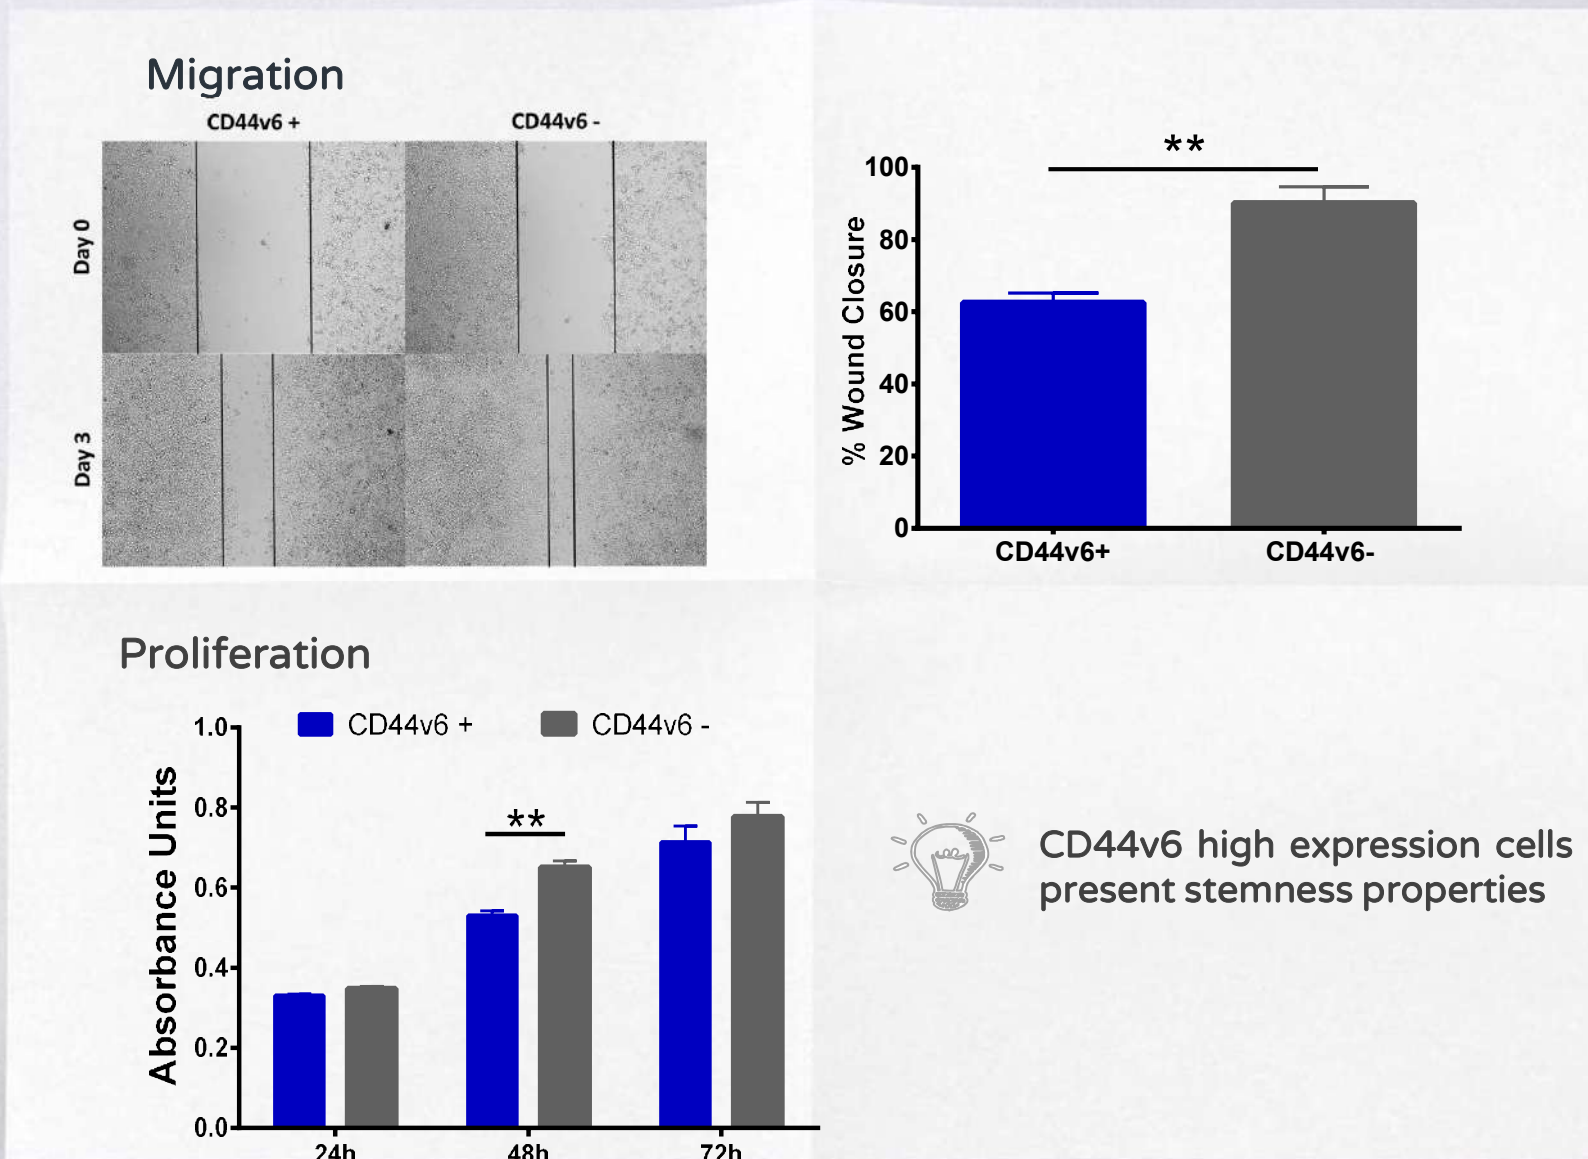 Migration
CD44v6 +
CD44v6 -
Day 0
Day 3
**
100
80
60
40
20
0
% Wound Closure
CD44v6+
CD44v6-
Proliferation
CD44v6 +
CD44v6 -
1.0
0.8
0.6
0.4
0.2
0.0
Absorbance Units
**
24h
48h
72h
CD44v6 high expression cells
present stemness properties